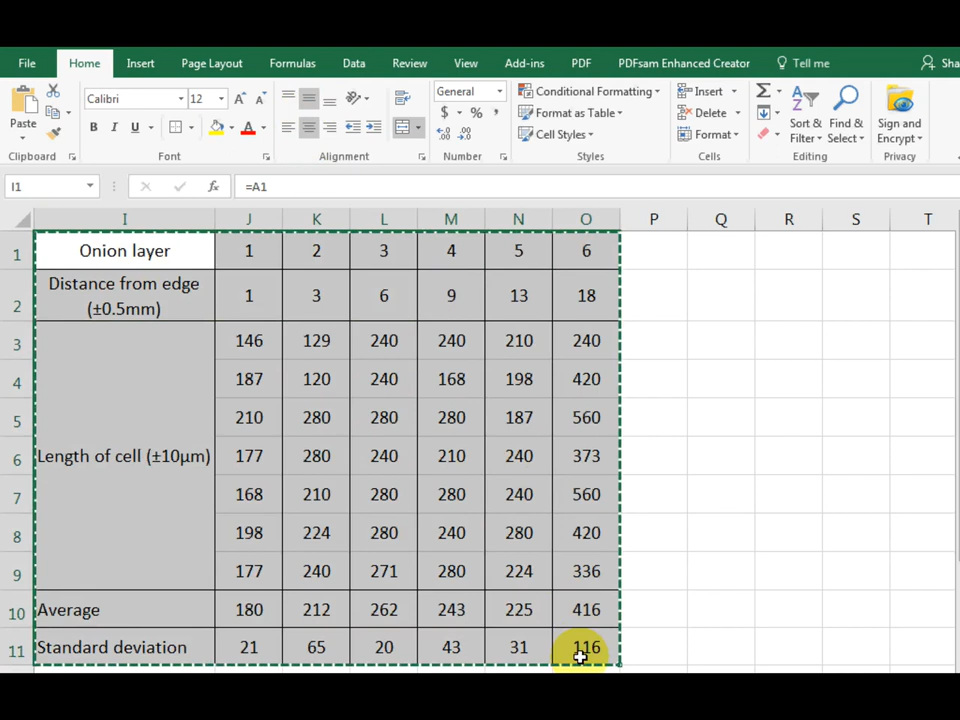 File Home Insert Page Layout Formulas Data Review View Add-ins PDF PDFsam Enhanced Creator Tell me Sha
Paste
Calibri 12 A A
B I U A
General
$ % ,
Conditional Formatting
Format as Table
Cell Styles
Insert
Delete
Format
Sort & Filter
Find & Select
Sign and Encrypt
Clipboard Font Alignment Number Styles Cells Editing Privacy
I1 fx =A1
I J K L M N O P Q R S T
1 Onion layer 1 2 3 4 5 6
2 Distance from edge (±0.5mm) 1 3 6 9 13 18
3 146 129 240 240 210 240
4 187 120 240 168 198 420
5 210 280 280 280 187 560
6 Length of cell (±10µm) 177 280 240 210 240 373
7 168 210 280 280 240 560
8 198 224 280 240 280 420
9 177 240 271 280 224 336
10 Average 180 212 262 243 225 416
11 Standard deviation 21 65 20 43 31 116